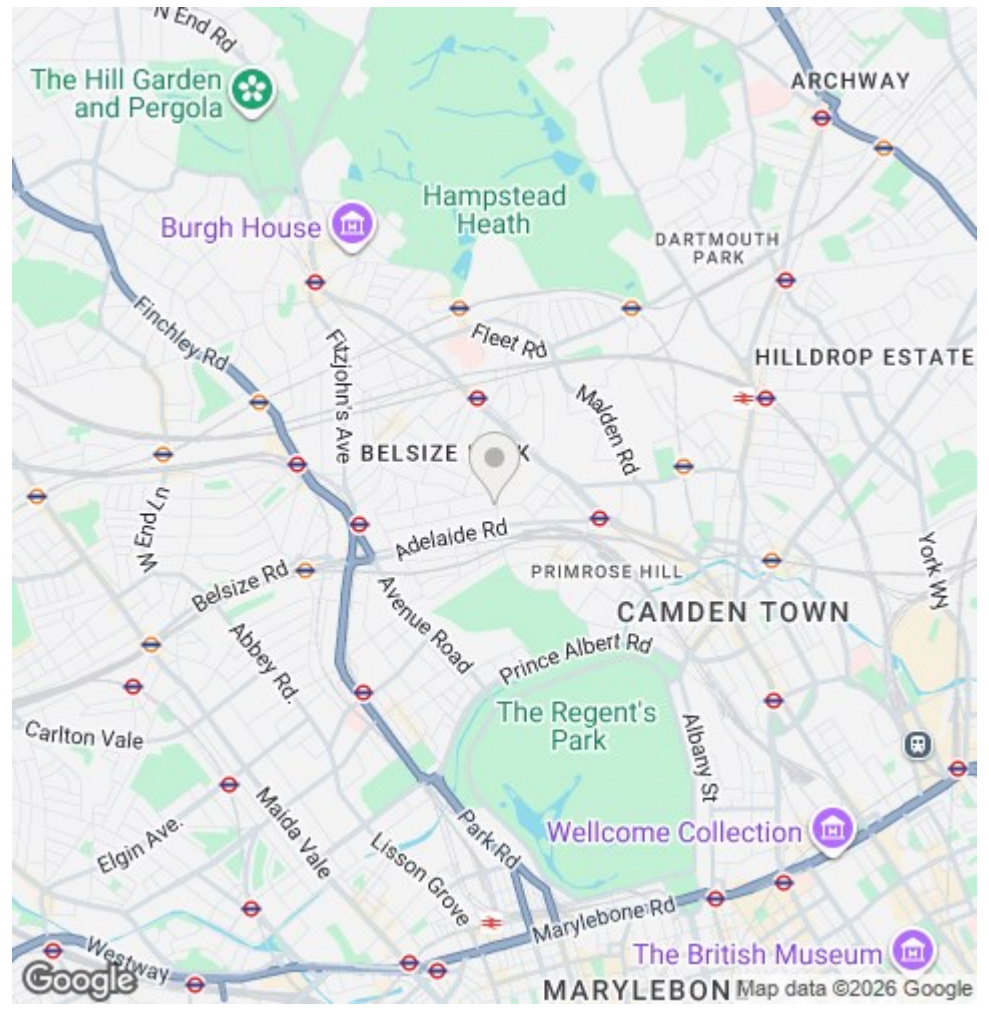 N End Rd
The Hill Garden
and Pergola
ARCHWAY
Hampstead
Heath
Burgh House
DARTMOUTH
PARK
Finchley Rd
Fitzjohn's Ave
Fleet Rd
HILLDROP ESTATE
Malden Rd
BELSIZE
W End Ln
Adelaide Rd
York WY
Belsize Rd
PRIMROSE HILL
Avenue Road
CAMDEN TOWN
Abbey Rd.
Prince Albert Rd
The Regent's
Park
Albany St
Carlton Vale
Maida Vale
Wellcome Collection
Elgin Ave.
Lisson Grove
Park Rd
Marylebone Rd
Westway
The British Museum
Google
MARYLEBON
Map data ©2026 Google